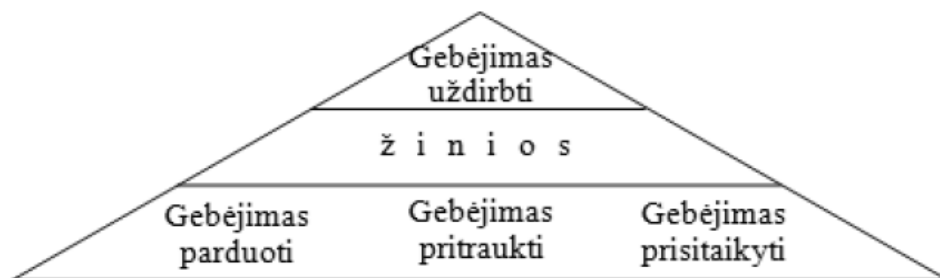 Gebėjimas
uždirbti
ž i n i o s
Gebėjimas
parduoti
Gebėjimas
pritraukti
Gebėjimas
prisitaikyti